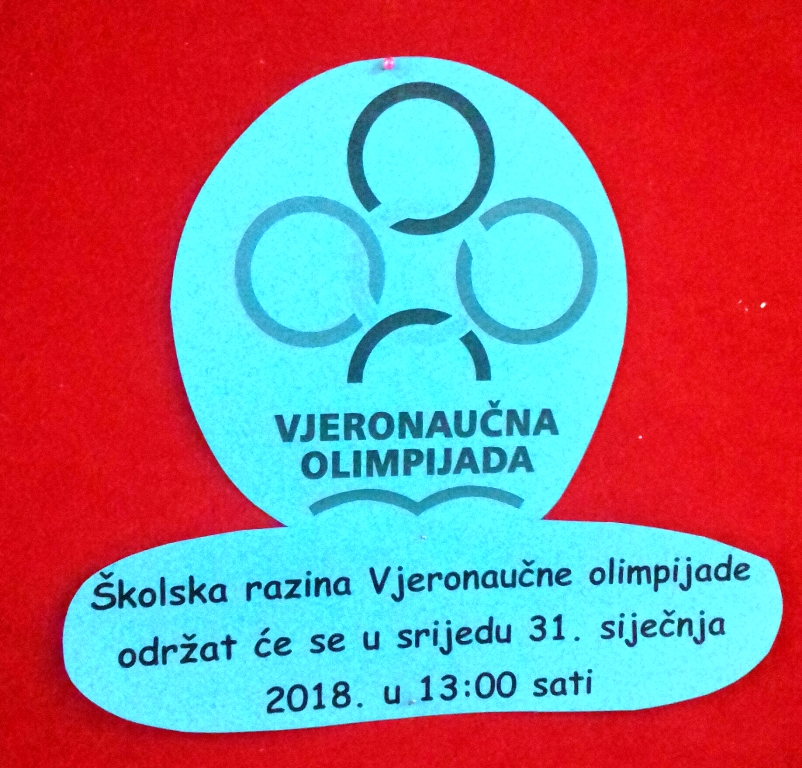 VJERONAUČNA
OLIMPIJADA
Školska razina Vjeronaučne olimpijade
održat će se u srijedu 31. siječnja
2018. u 13:00 sati